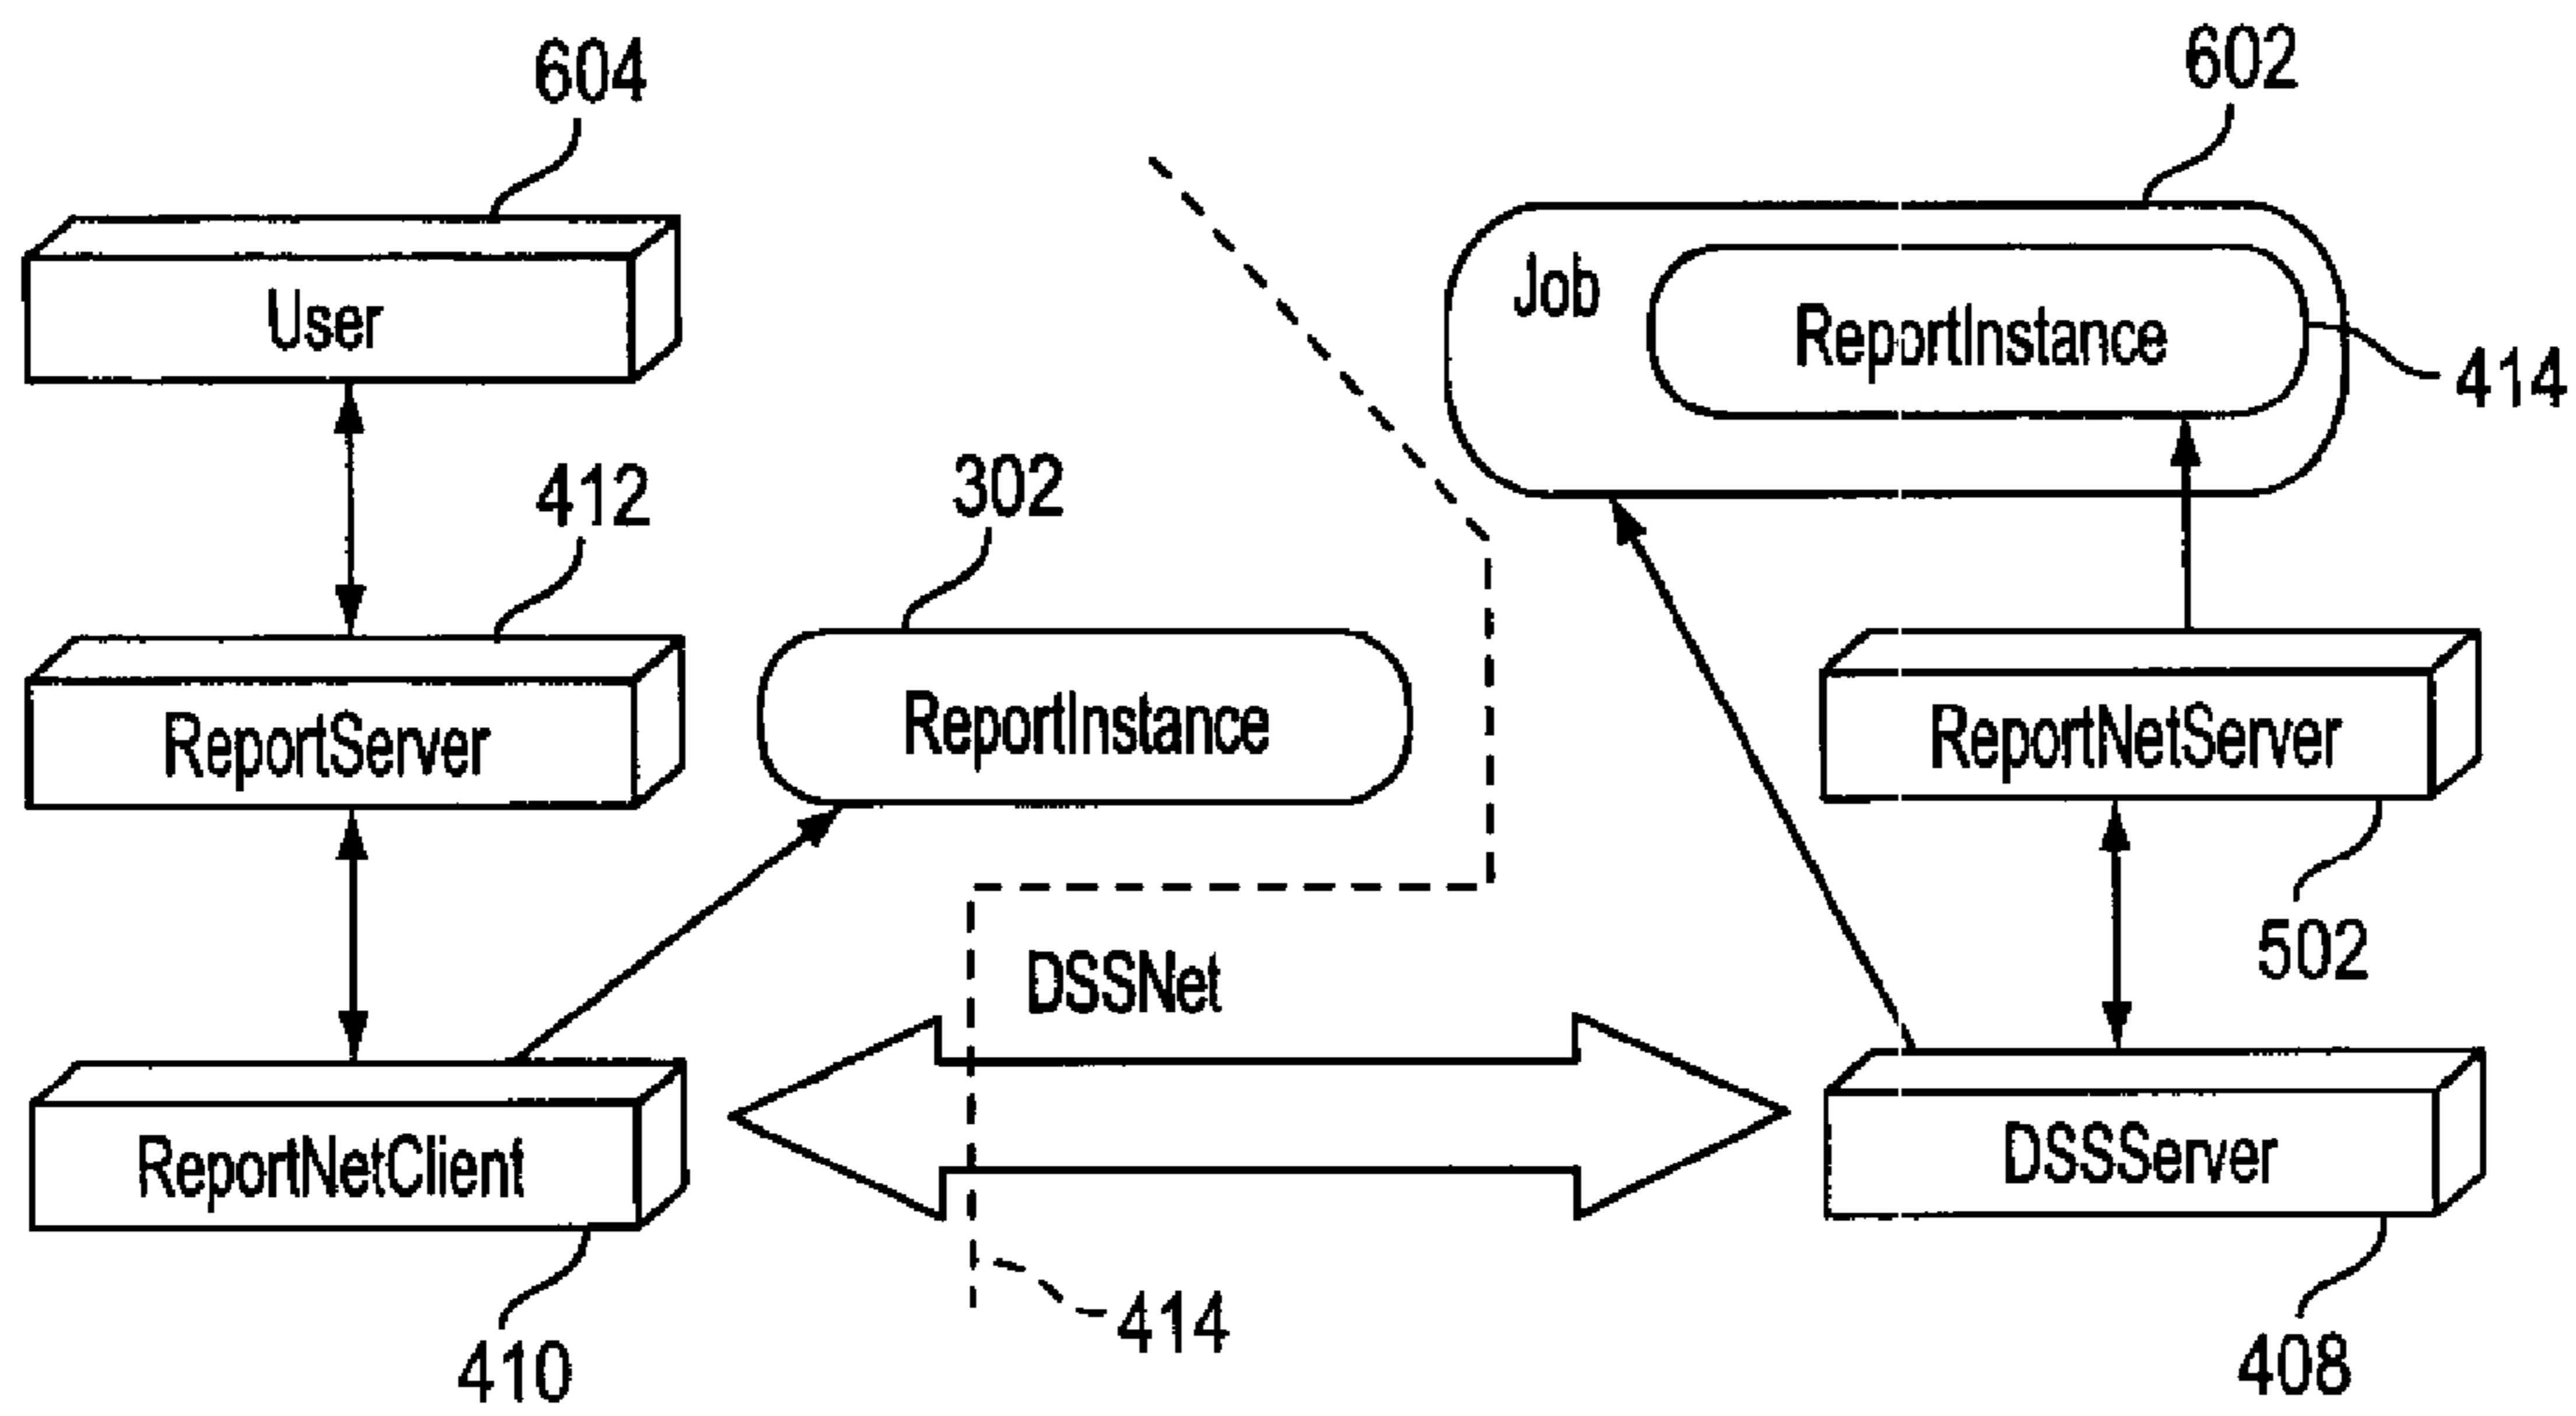 604
602
User
Job
ReportInstance
414
412
302
ReportServer
ReportInstance
ReportNetServer
502
DSSNet
ReportNetClient
DSSServer
410
414
408